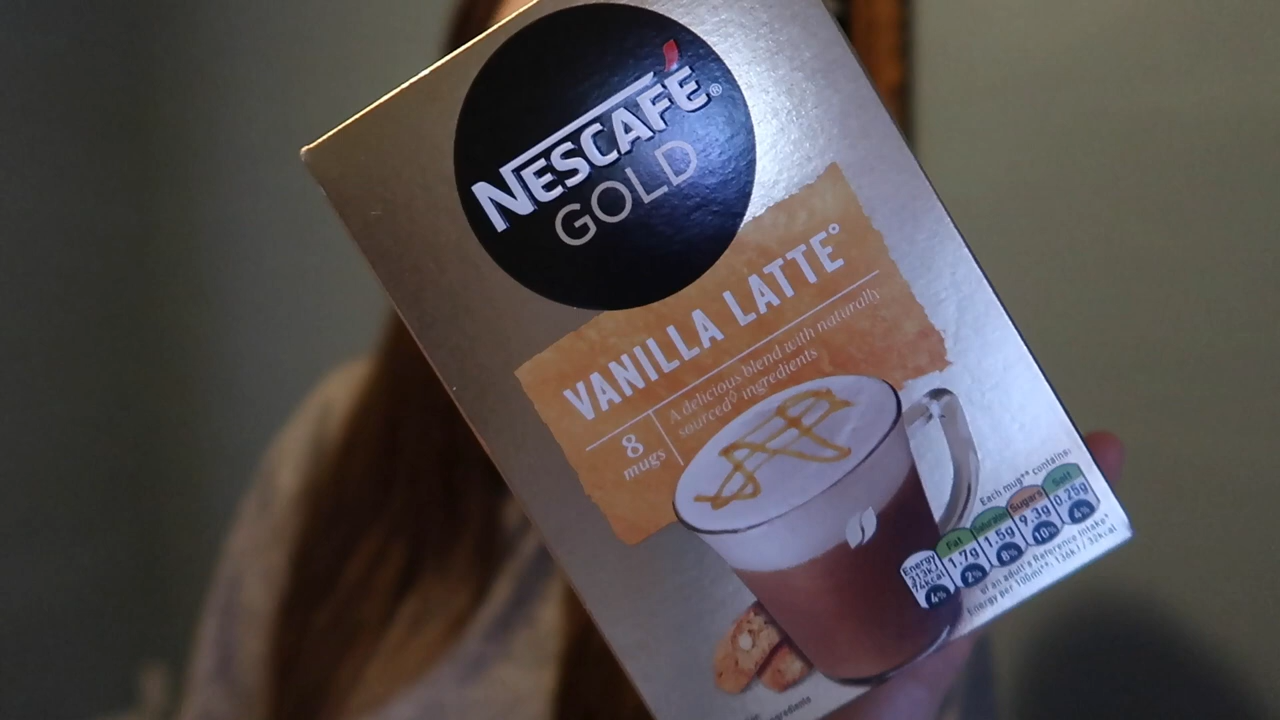 NESCAFÉ®
GOLD
VANILLA LATTE°
8
mugs
A delicious blend with naturally
sourced◊ ingredients
Each mug** contains:
Energy
313kJ
74kcal
4%
Fat
1.7g
2%
Saturates
1.5g
8%
Sugars
9.3g
10%
Salt
0.25g
4%
of an adult's Reference Intake*
Energy per 100ml**: 136kJ / 32kcal
ingredients